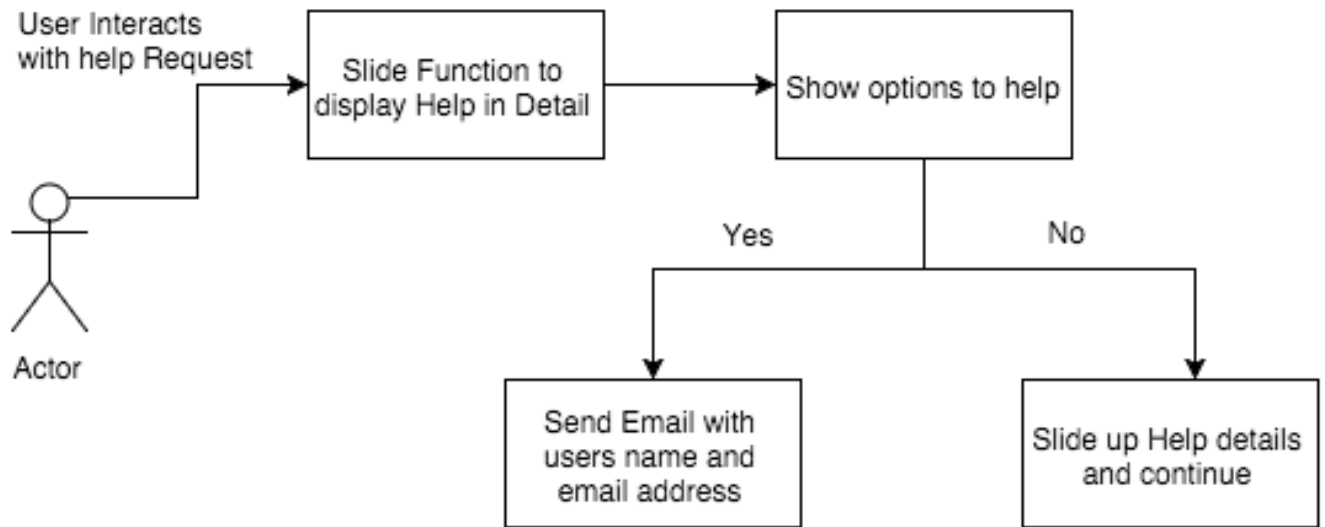 User Interacts
with help Request
Slide Function to
display Help in Detail
Show options to help
Yes
No
Actor
Send Email with
users name and
email address
Slide up Help details
and continue